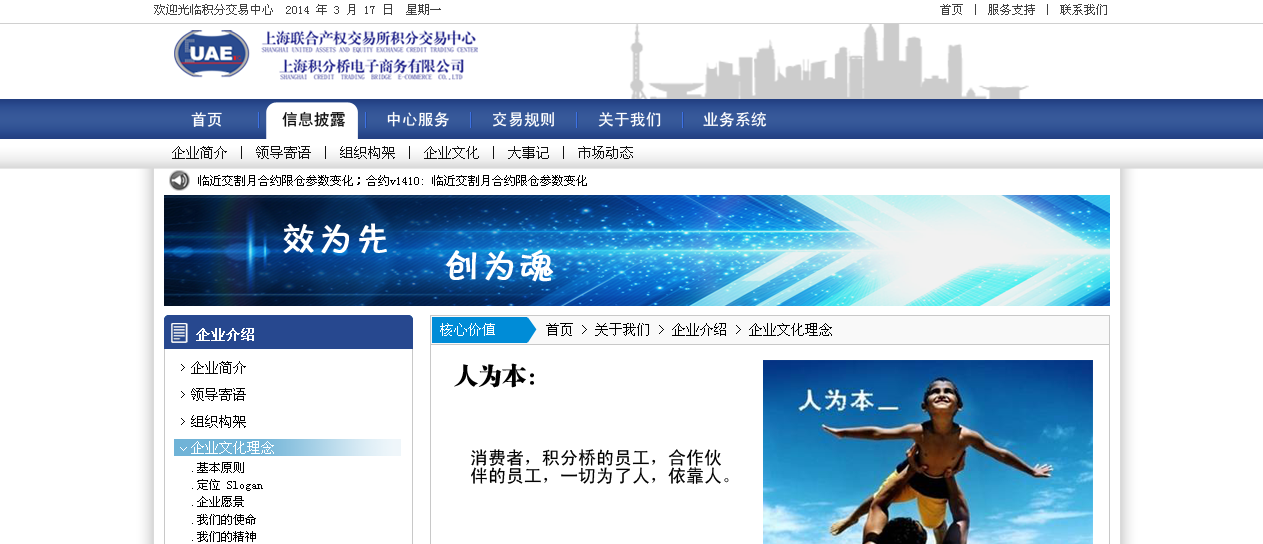 欢迎光临积分交易中心 2014 年 3 月 17 日 星期一
首页 | 服务支持 | 联系我们
UAE
上海联合产权交易所积分交易中心
SHANGHAI UNITED ASSETS AND EQUITY EXCHANGE CREDIT TRADING CENTER
上海积分桥电子商务有限公司
SHANGHAI CREDIT TRADING BRIDGE E-COMMERCE CO.,LTD
首页 信息披露 中心服务 交易规则 关于我们 业务系统
企业简介 | 领导寄语 | 组织构架 | 企业文化 | 大事记 | 市场动态
临近交割月合约限仓参数变化；合约v1410: 临近交割月合约限仓参数变化
效为先
创为魂
企业介绍
> 企业简介
> 领导寄语
> 组织构架
企业文化理念
.基本原则
.定位 Slogan
.企业愿景
.我们的使命
.我们的精神
核心价值 首页 > 关于我们 > 企业介绍 > 企业文化理念
人为本：
消费者，积分桥的员工，合作伙
伴的员工，一切为了人，依靠人。
人为本_